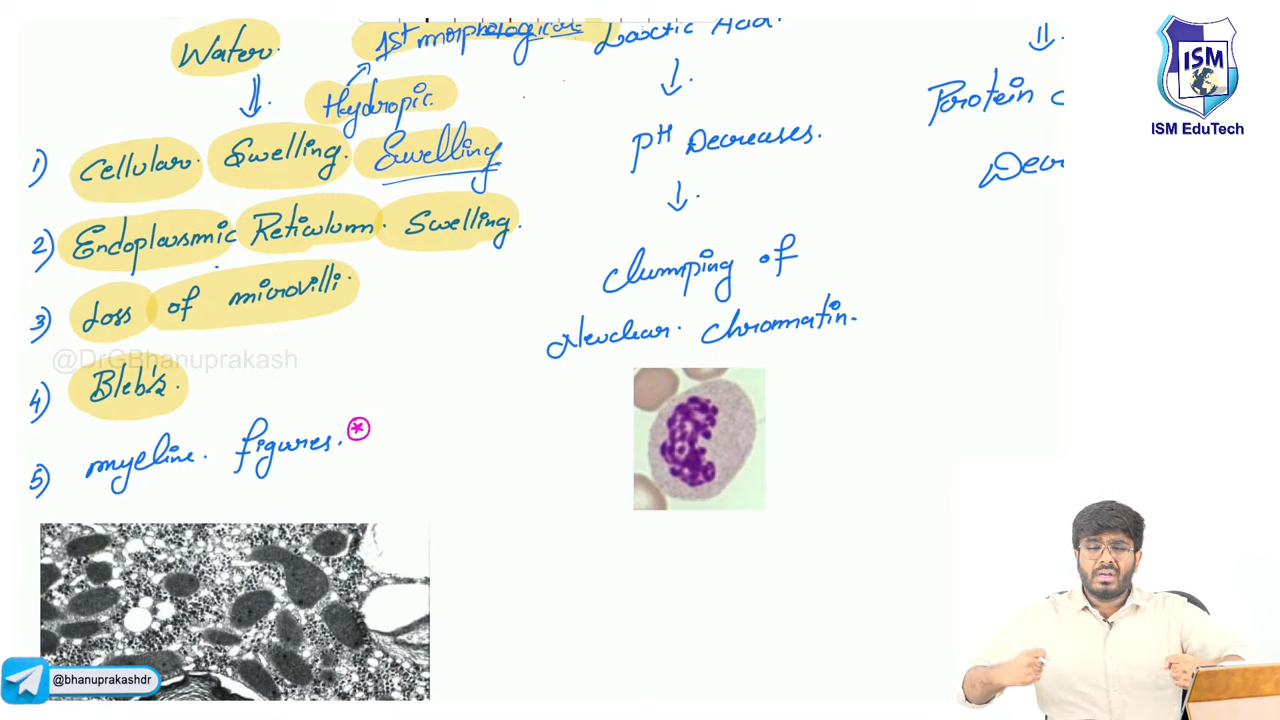 Water.
1st morphological
Hydropic.
1) Cellular Swelling. Swelling
2) Endoplasmic Reticulum Swelling.
3) Loss of microvilli.
4) Bleb's.
5) myeline figures.
@DrGBhanuprakash
Lactic Acid.
↓
pH Decreases.
↓
clumping of
Nuclear chromatin.
Protein
ISM
ISM EduTech
@bhanuprakashdr